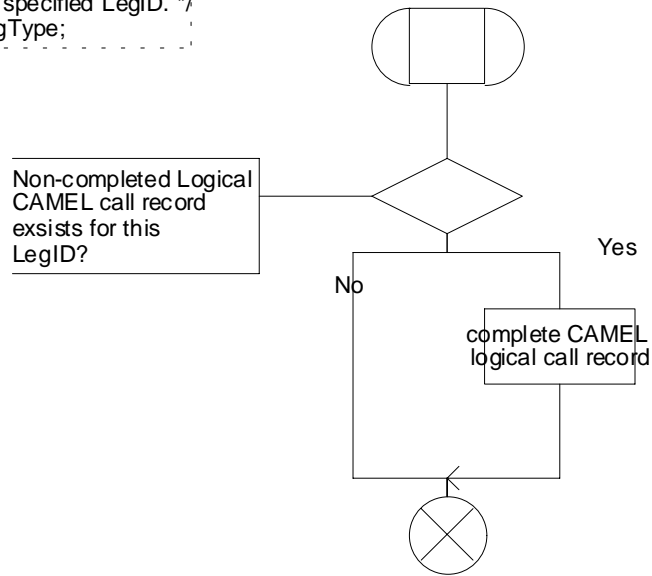 specified LegID. */
gType;
Non-completed Logical
CAMEL call record
exsists for this
LegID?
Yes
No
complete CAMEL
logical call record